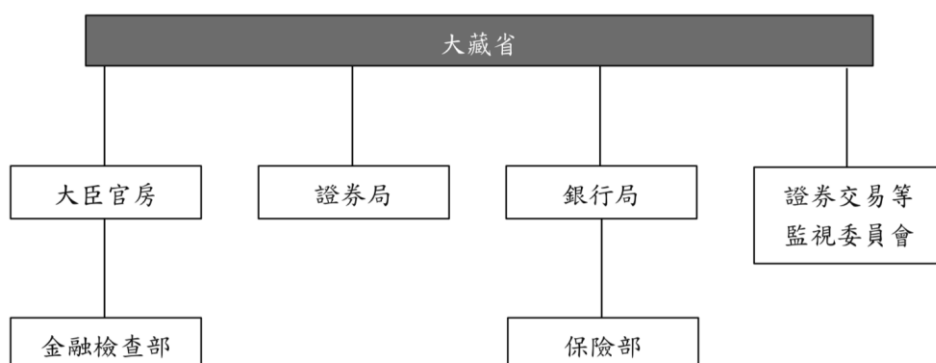 大藏省
大臣官房
證券局
銀行局
證券交易等
監視委員會
金融檢查部
保險部